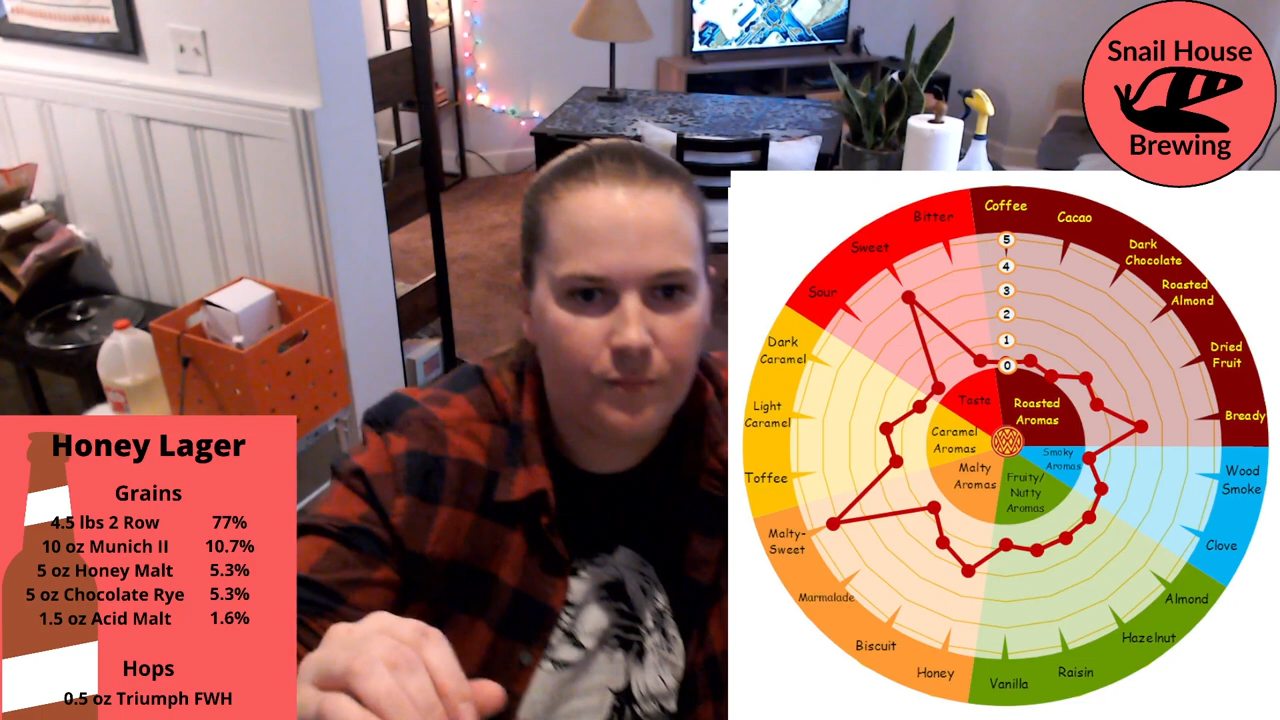 Snail House
Brewing
Honey Lager
Grains
4.5 lbs 2 Row 77%
10 oz Munich II 10.7%
5 oz Honey Malt 5.3%
5 oz Chocolate Rye 5.3%
1.5 oz Acid Malt 1.6%
Hops
0.5 oz Triumph FWH
Coffee
Cacao
Dark
Chocolate
Roasted
Almond
Dried
Fruit
Bready
Wood
Smoke
Clove
Almond
Hazelnut
Raisin
Vanilla
Honey
Biscuit
Marmalade
Malty-
Sweet
Toffee
Light
Caramel
Dark
Caramel
Sour
Sweet
Bitter
5
4
3
2
1
0
Taste
Roasted
Aromas
Smoky
Aromas
Fruity/
Nutty
Aromas
Malty
Aromas
Caramel
Aromas